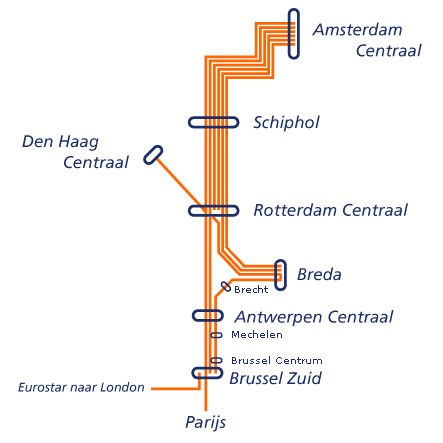 Amsterdam
Centraal
Schiphol
Den Haag
Centraal
Rotterdam Centraal
Breda
Brecht
Antwerpen Centraal
Mechelen
Brussel Centrum
Brussel Zuid
Eurostar naar London
Parijs